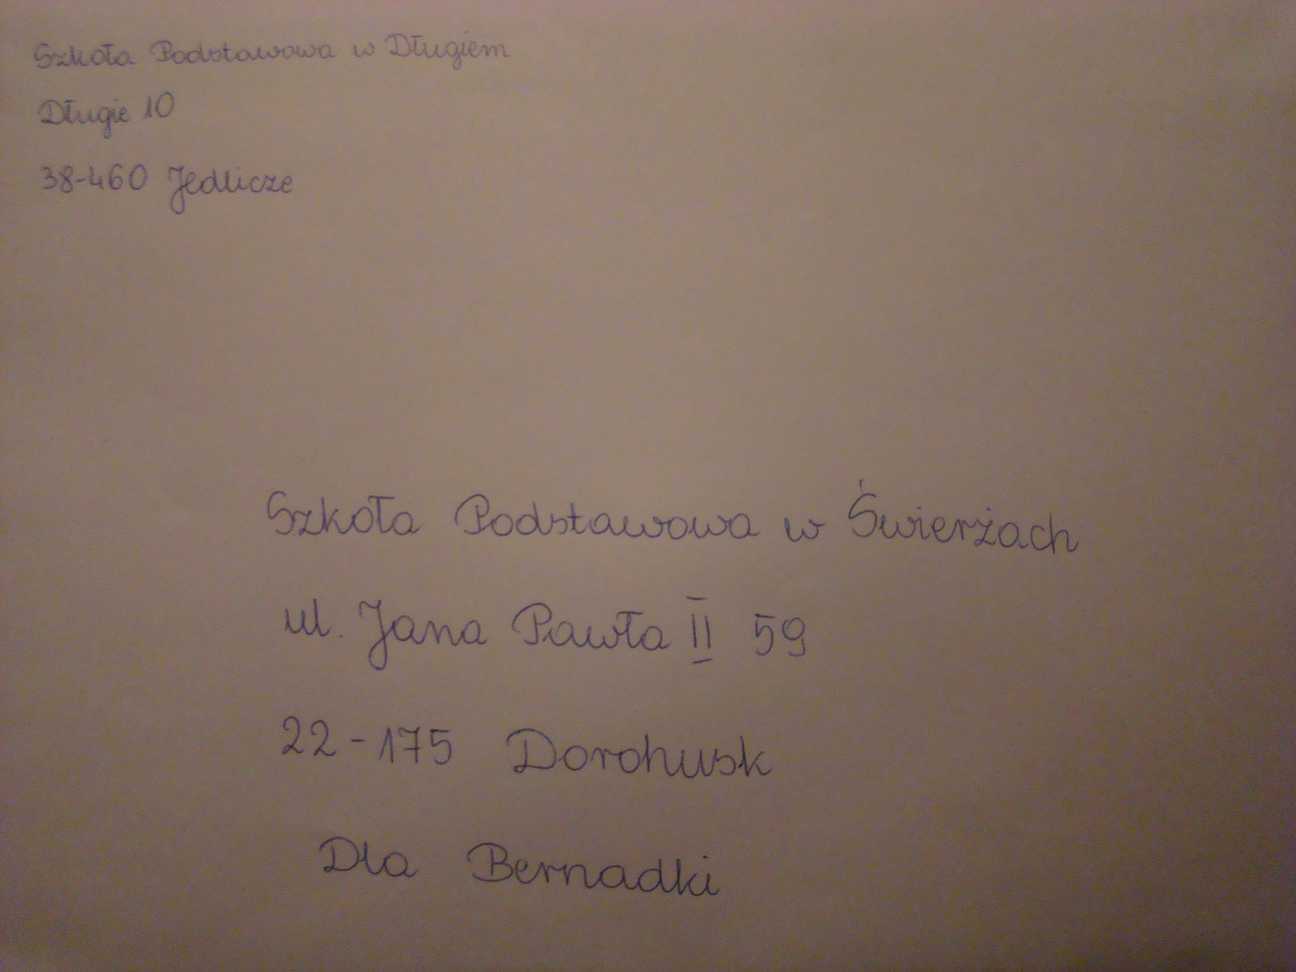 Szkoła Podstawowa w Długiem
Długie 10
38-460 Jedlicze
Szkoła Podstawowa w Świerżach
ul. Jana Pawła II 59
22-175 Dorohusk
Dla Bernadki